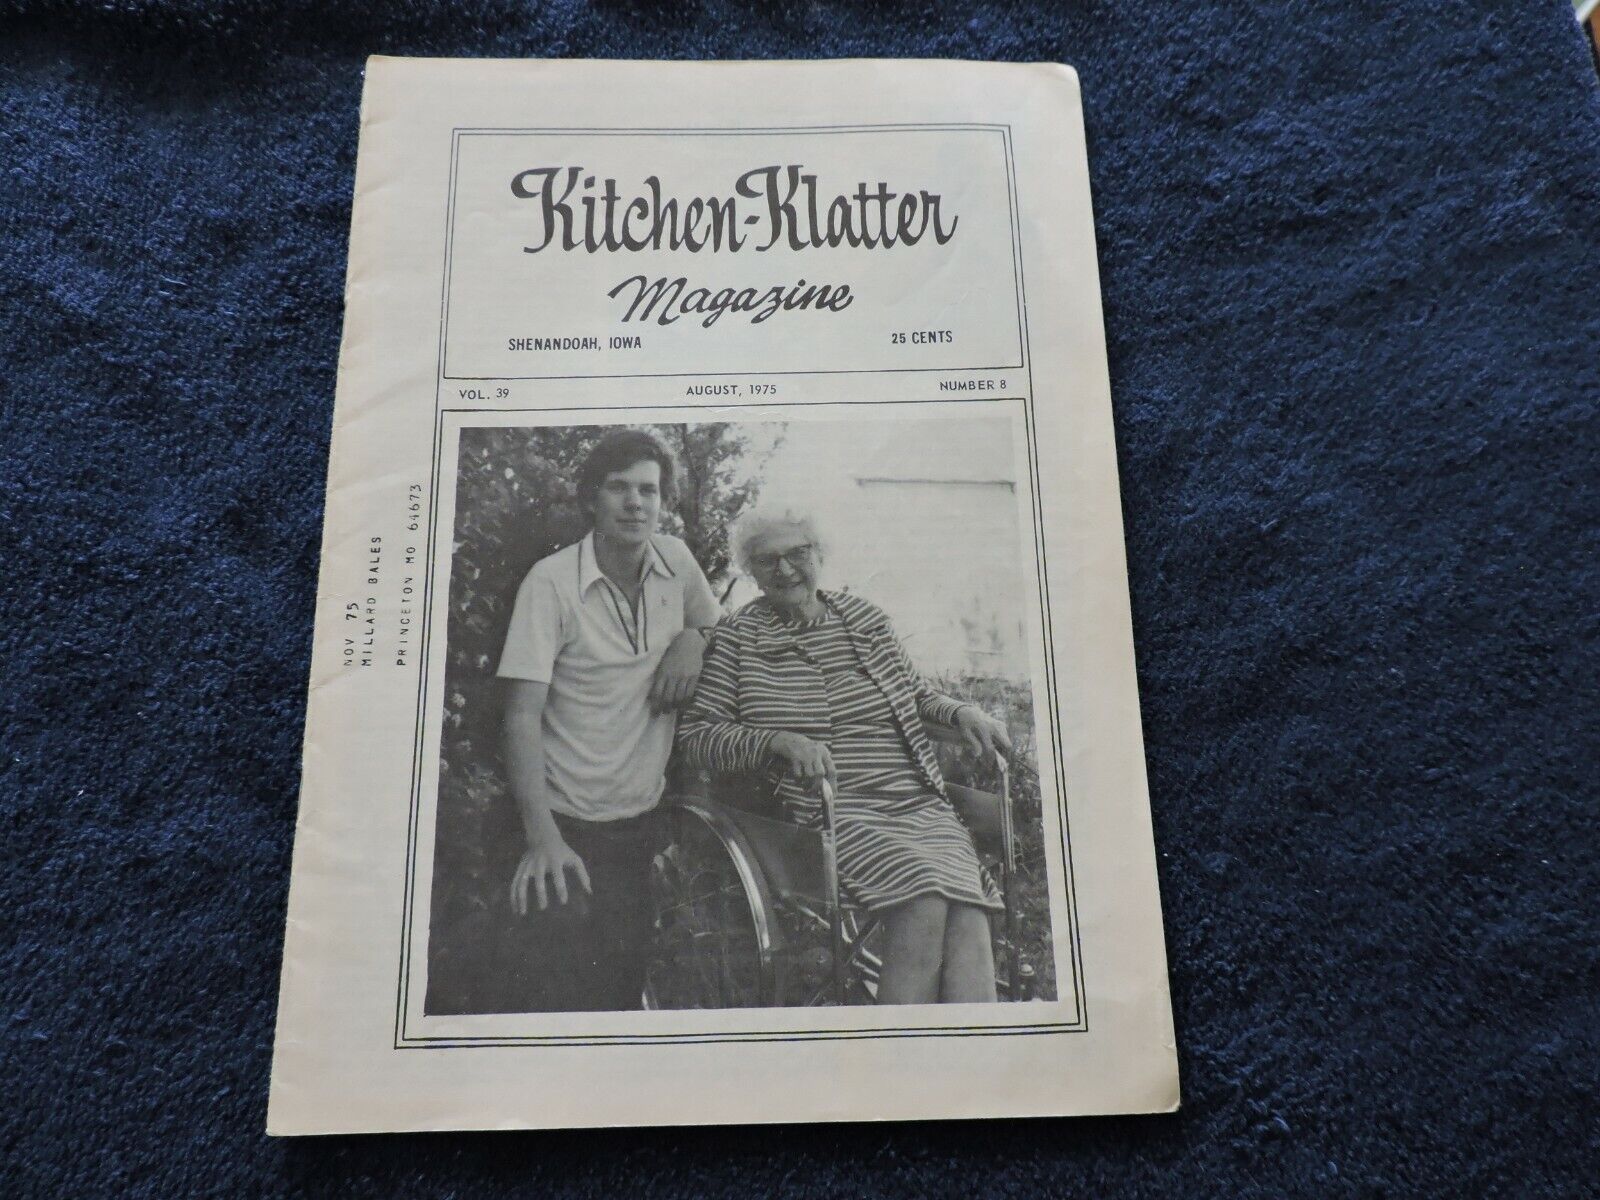 Kitchen-Klatter
Magazine
SHENANDOAH, IOWA 25 CENTS
VOL. 39 AUGUST, 1975 NUMBER 8
NOV 75
MILLARD BALES
PRINCETON MO 64673